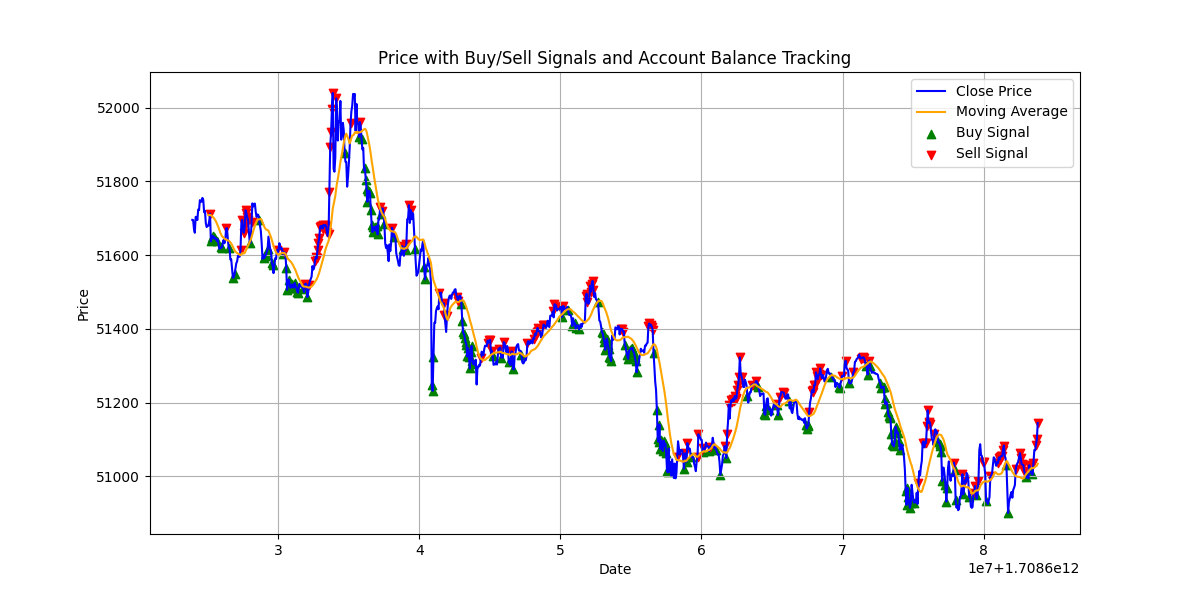 Price with Buy/Sell Signals and Account Balance Tracking
Close Price
Moving Average
Buy Signal
Sell Signal
52000
51800
51600
51400
51200
51000
Price
3 4 5 6 7 8
Date
1e7+1.7086e12